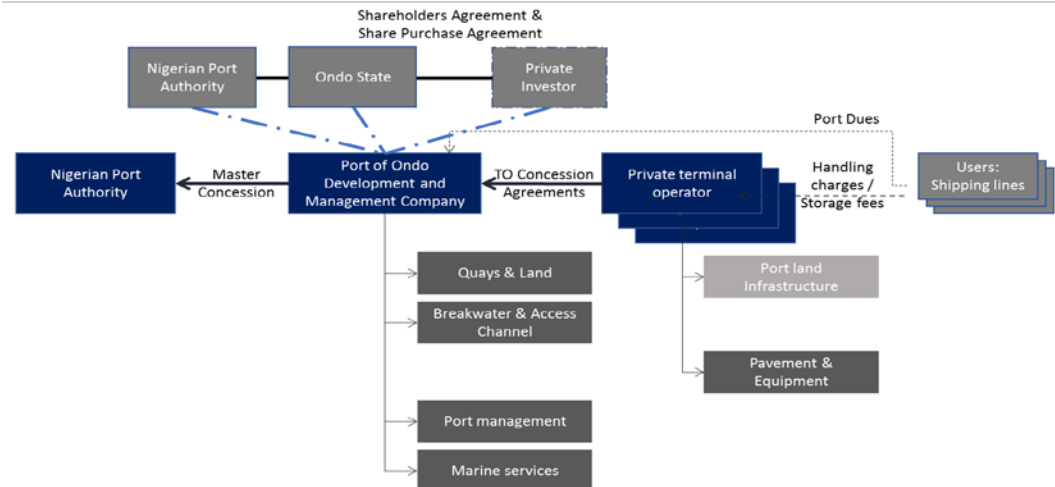 Shareholders Agreement &
Share Purchase Agreement
Nigerian Port
Authority
Ondo State
Private
Investor
Port Dues
Nigerian Port
Authority
Master
Concession
Port of Ondo
Development and
Management Company
TO Concession
Agreements
Private terminal
operator
Handling
charges /
Storage fees
Users:
Shipping lines
Quays & Land
Breakwater & Access
Channel
Port management
Marine services
Port land
Infrastructure
Pavement &
Equipment